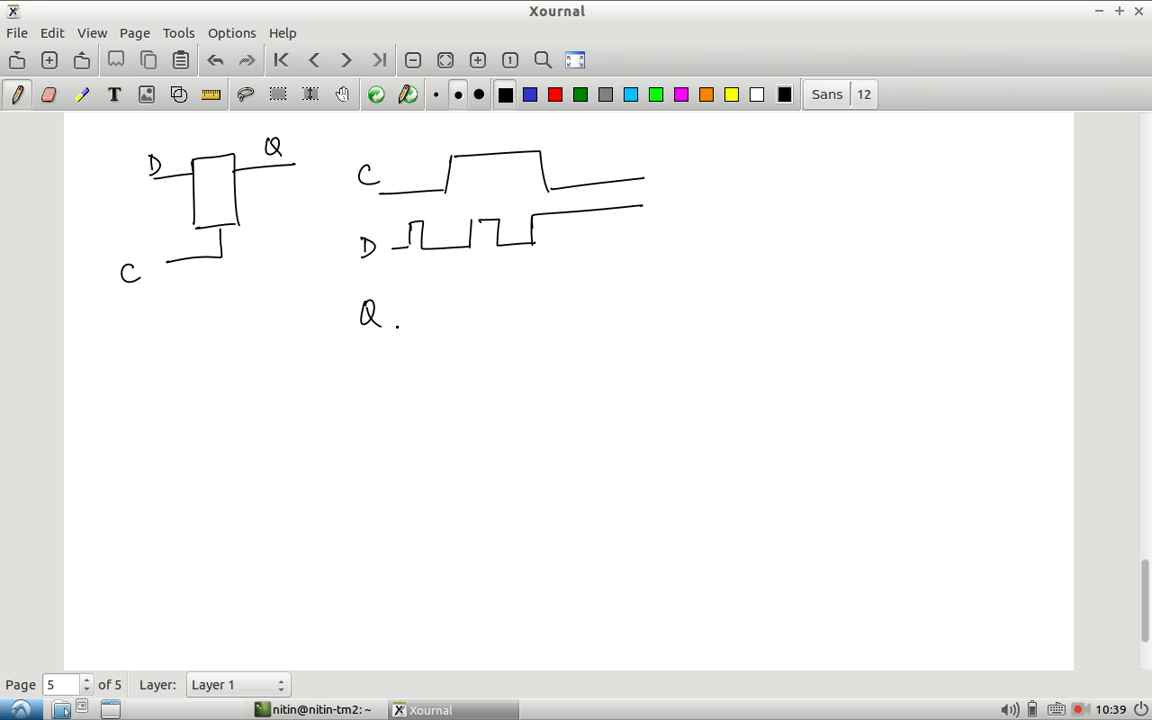 Xournal
File Edit View Page Tools Options Help
Sans 12
D
Q
C
C
D
Q .
Page 5 of 5 Layer: Layer 1
nitin@nitin-tm2: ~ Xournal 10:39